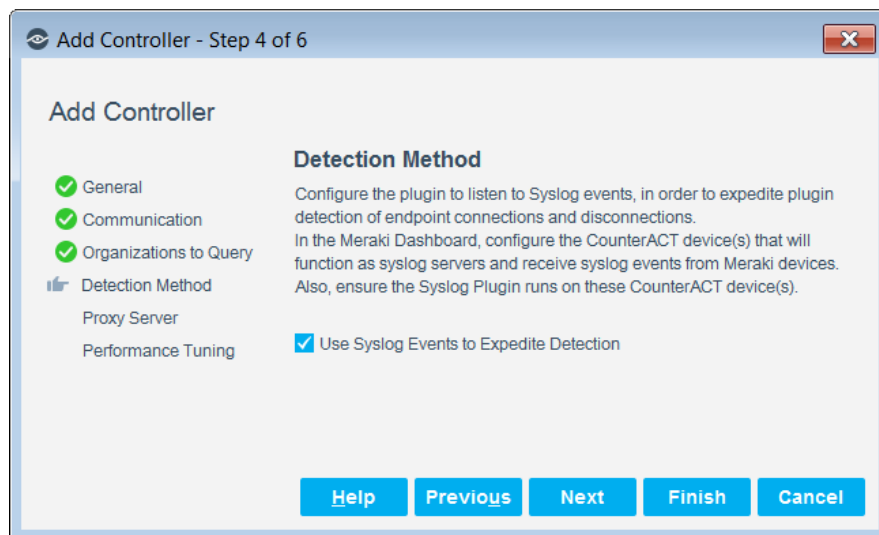 Add Controller - Step 4 of 6
Add Controller
General
Communication
Organizations to Query
Detection Method
Proxy Server
Performance Tuning
Detection Method
Configure the plugin to listen to Syslog events, in order to expedite plugin
detection of endpoint connections and disconnections.
In the Meraki Dashboard, configure the CounterACT device(s) that will
function as syslog servers and receive syslog events from Meraki devices.
Also, ensure the Syslog Plugin runs on these CounterACT device(s).
Use Syslog Events to Expedite Detection
Help Previous Next Finish Cancel